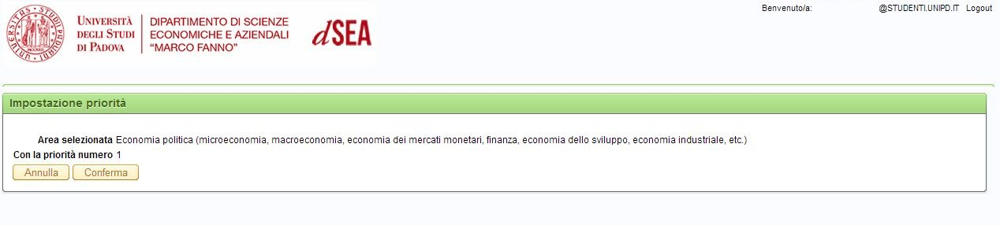 Benvenuto/a: @STUDENTI.UNIPD.IT Logout
UNIVERSITÀ
DEGLI STUDI
DI PADOVA
DIPARTIMENTO DI SCIENZE
ECONOMICHE E AZIENDALI
“MARCO FANNO”
dSEA
Impostazione priorità
Area selezionata Economia politica (microeconomia, macroeconomia, economia dei mercati monetari, finanza, economia dello sviluppo, economia industriale, etc.)
Con la priorità numero 1
Annulla Conferma